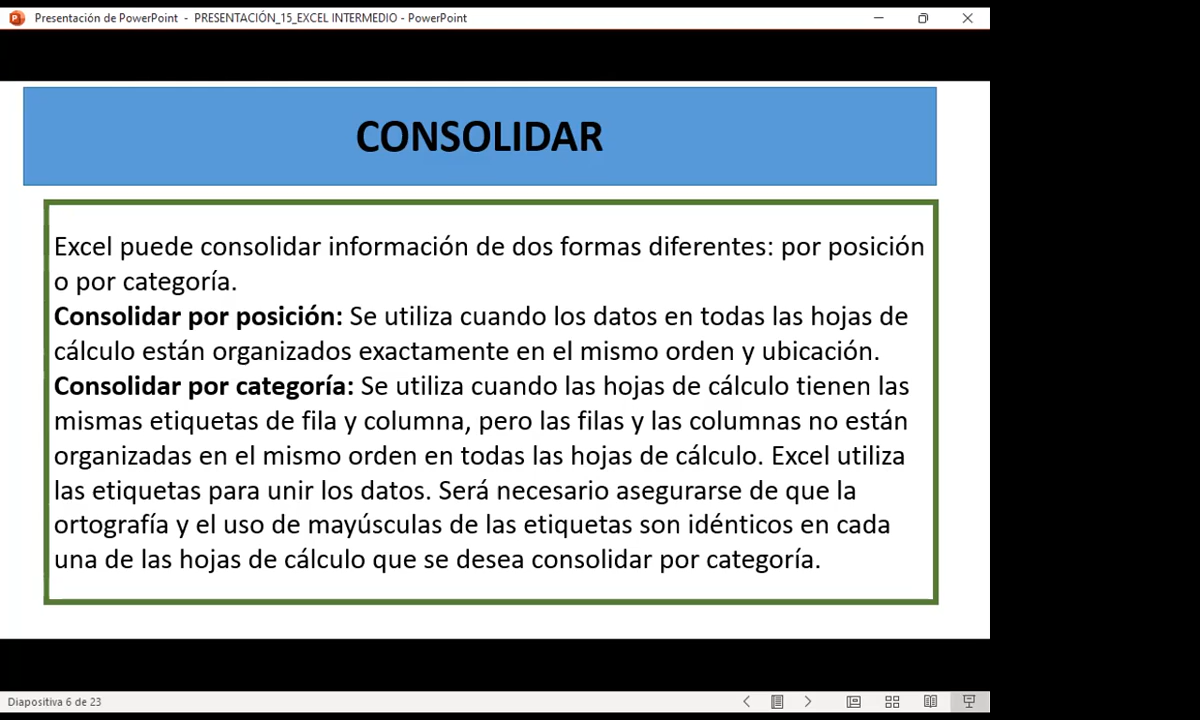 Presentación de PowerPoint - PRESENTACIÓN_15_EXCEL INTERMEDIO - PowerPoint
CONSOLIDAR
Excel puede consolidar información de dos formas diferentes: por posición
o por categoría.
Consolidar por posición: Se utiliza cuando los datos en todas las hojas de
cálculo están organizados exactamente en el mismo orden y ubicación.
Consolidar por categoría: Se utiliza cuando las hojas de cálculo tienen las
mismas etiquetas de fila y columna, pero las filas y las columnas no están
organizadas en el mismo orden en todas las hojas de cálculo. Excel utiliza
las etiquetas para unir los datos. Será necesario asegurarse de que la
ortografía y el uso de mayúsculas de las etiquetas son idénticos en cada
una de las hojas de cálculo que se desea consolidar por categoría.
Diapositiva 6 de 23